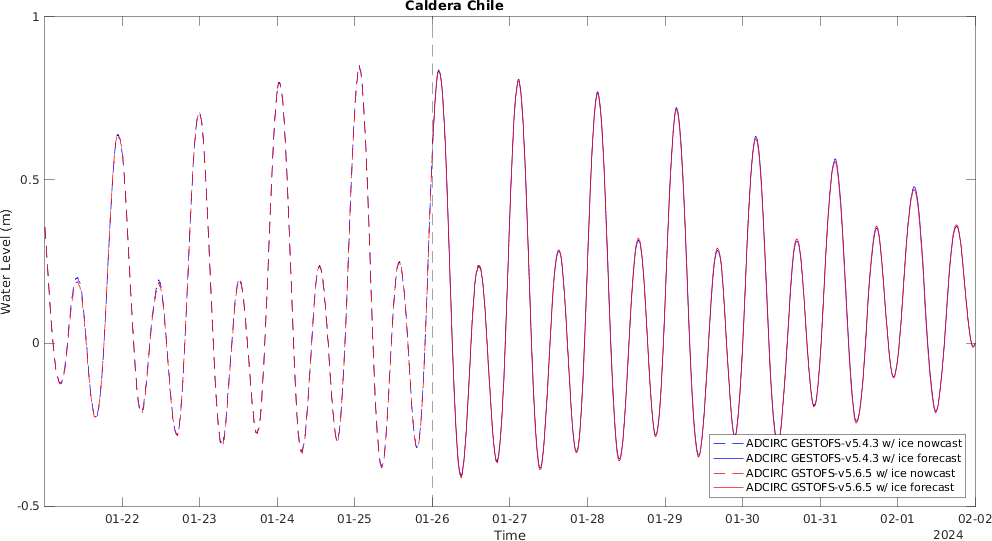 Caldera Chile
1
0.5
0
-0.5
Water Level (m)
01-22 01-23 01-24 01-25 01-26 01-27 01-28 01-29 01-30 01-31 02-01 02-02
Time
2024
ADCIRC GESTOFS-v5.4.3 w/ ice nowcast
ADCIRC GESTOFS-v5.4.3 w/ ice forecast
ADCIRC GSTOFS-v5.6.5 w/ ice nowcast
ADCIRC GSTOFS-v5.6.5 w/ ice forecast